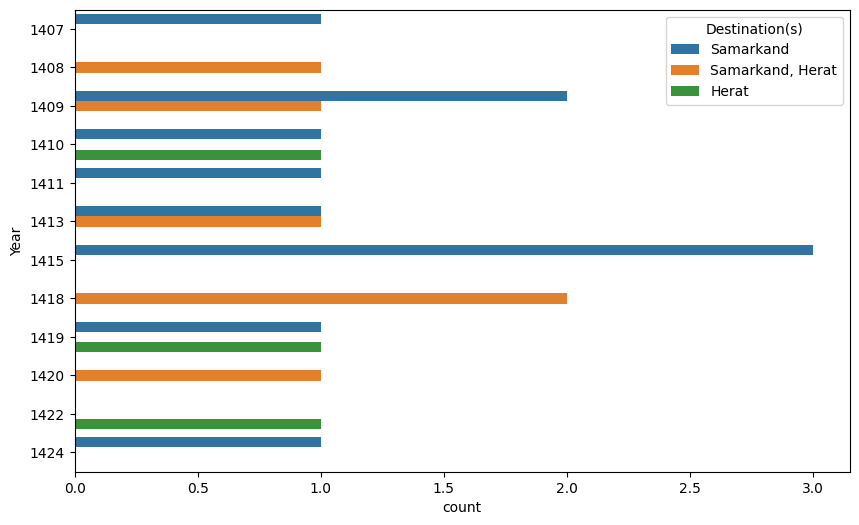 Destination(s)
Samarkand
Samarkand, Herat
Herat
Year
1407
1408
1409
1410
1411
1413
1415
1418
1419
1420
1422
1424
0.0 0.5 1.0 1.5 2.0 2.5 3.0
count